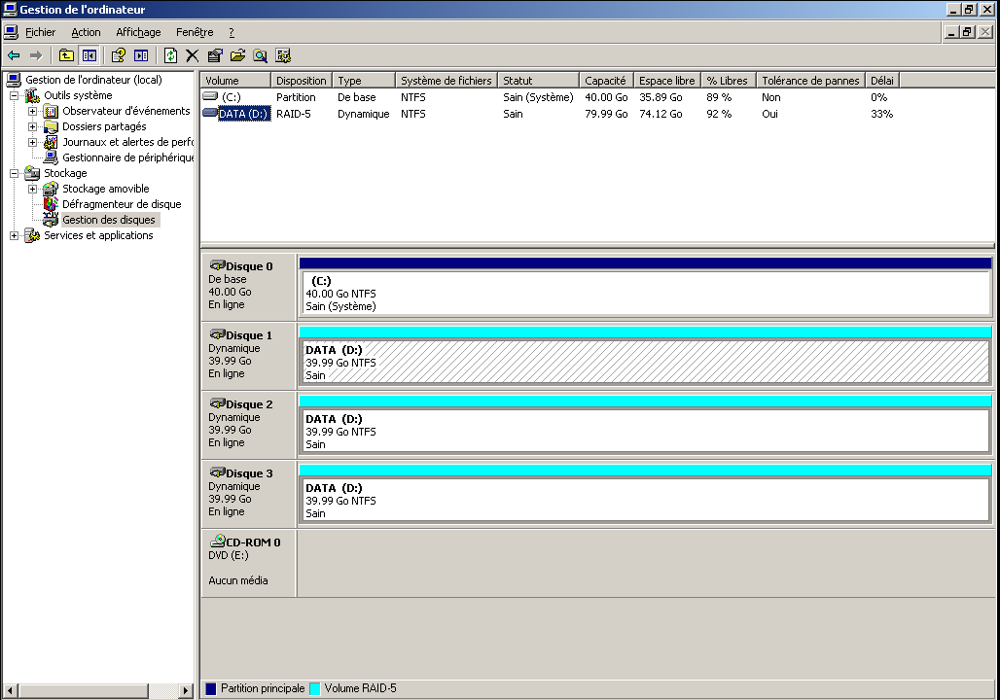 Gestion de l'ordinateur
Fichier Action Affichage Fenêtre ?
Gestion de l'ordinateur (local)
Outils système
Observateur d'événements
Dossiers partagés
Journaux et alertes de perfo
Gestionnaire de périphérique
Stockage
Stockage amovible
Défragmenteur de disque
Gestion des disques
Services et applications
Volume Disposition Type Système de fichiers Statut Capacité Espace libre % Libres Tolérance de pannes Délai
(C:) Partition De base NTFS Sain (Système) 40.00 Go 35.89 Go 89 % Non 0%
DATA (D:) RAID-5 Dynamique NTFS Sain 79.99 Go 74.12 Go 92 % Oui 33%
Disque 0
De base
40.00 Go
En ligne
(C:)
40.00 Go NTFS
Sain (Système)
Disque 1
Dynamique
39.99 Go
En ligne
DATA (D:)
39.99 Go NTFS
Sain
Disque 2
Dynamique
39.99 Go
En ligne
DATA (D:)
39.99 Go NTFS
Sain
Disque 3
Dynamique
39.99 Go
En ligne
DATA (D:)
39.99 Go NTFS
Sain
CD-ROM 0
DVD (E:)
Aucun média
Partition principale Volume RAID-5